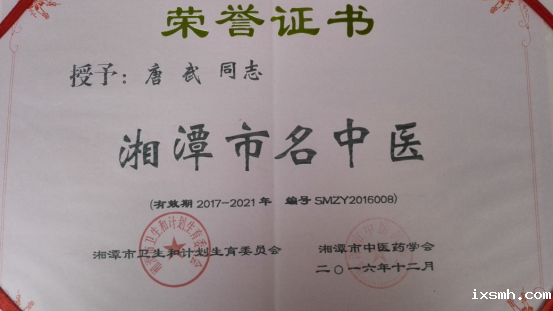 荣誉证书
授予：唐武 同志
湘潭市名中医
(有效期 2017-2021 年 编号 SMZY2016008)
湘潭市卫生和计划生育委员会 湘潭市中医药学会
二〇一六年十二月
ixsmh.com